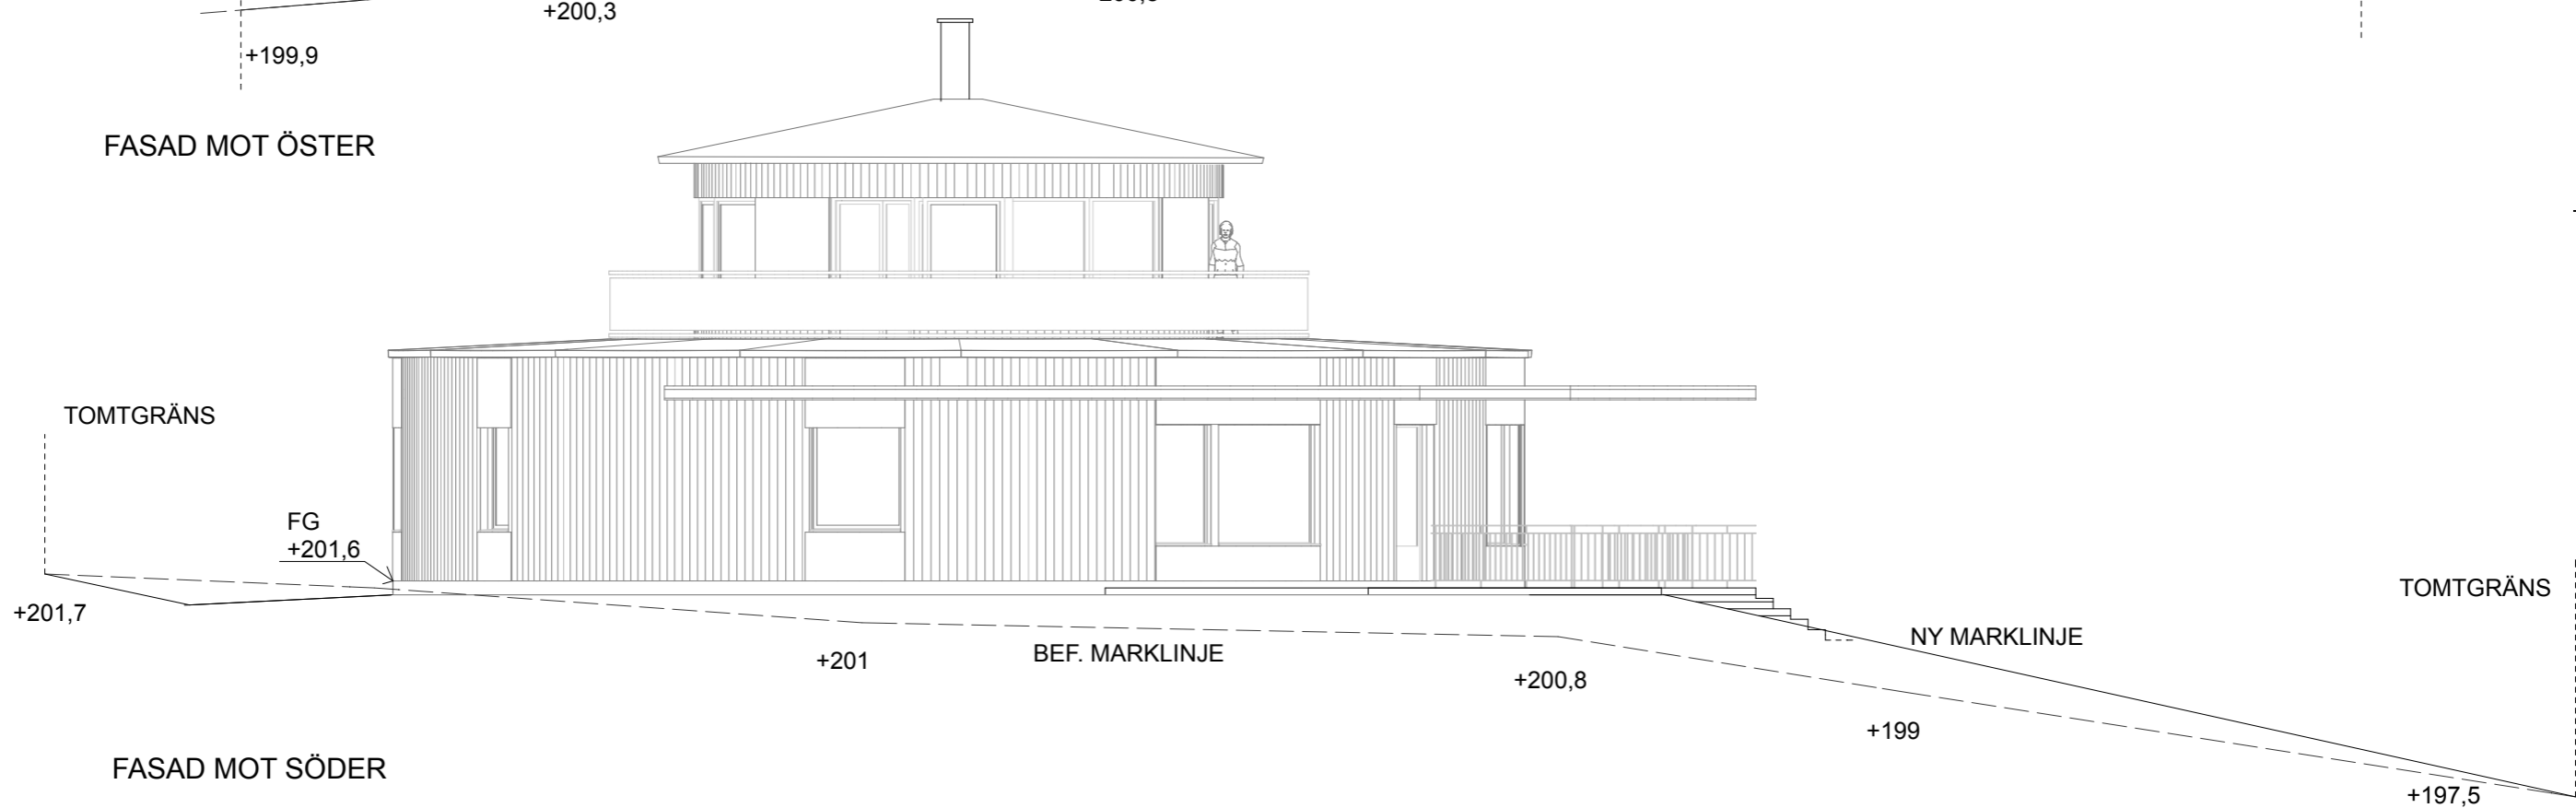 +200,3
+199,9
FASAD MOT ÖSTER
TOMTGRÄNS
FG
+201,6
+201,7
TOMTGRÄNS
BEF. MARKLINJE
NY MARKLINJE
+201
+200,8
+199
+197,5
FASAD MOT SÖDER